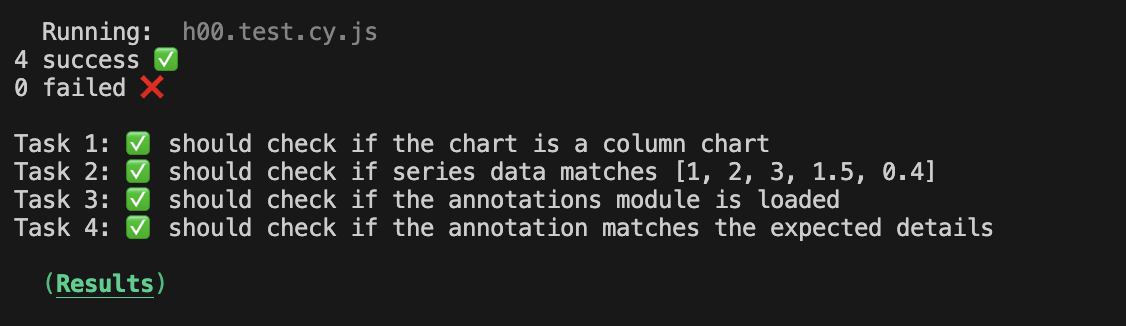 Running: h00.test.cy.js
4 success ✅
0 failed ❌
Task 1: ✅ should check if the chart is a column chart
Task 2: ✅ should check if series data matches [1, 2, 3, 1.5, 0.4]
Task 3: ✅ should check if the annotations module is loaded
Task 4: ✅ should check if the annotation matches the expected details
(Results)